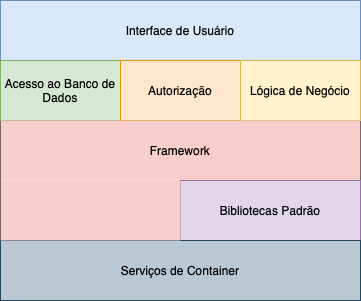 Interface de Usuário
Acesso ao Banco de
Dados
Autorização
Lógica de Negócio
Framework
Bibliotecas Padrão
Serviços de Container